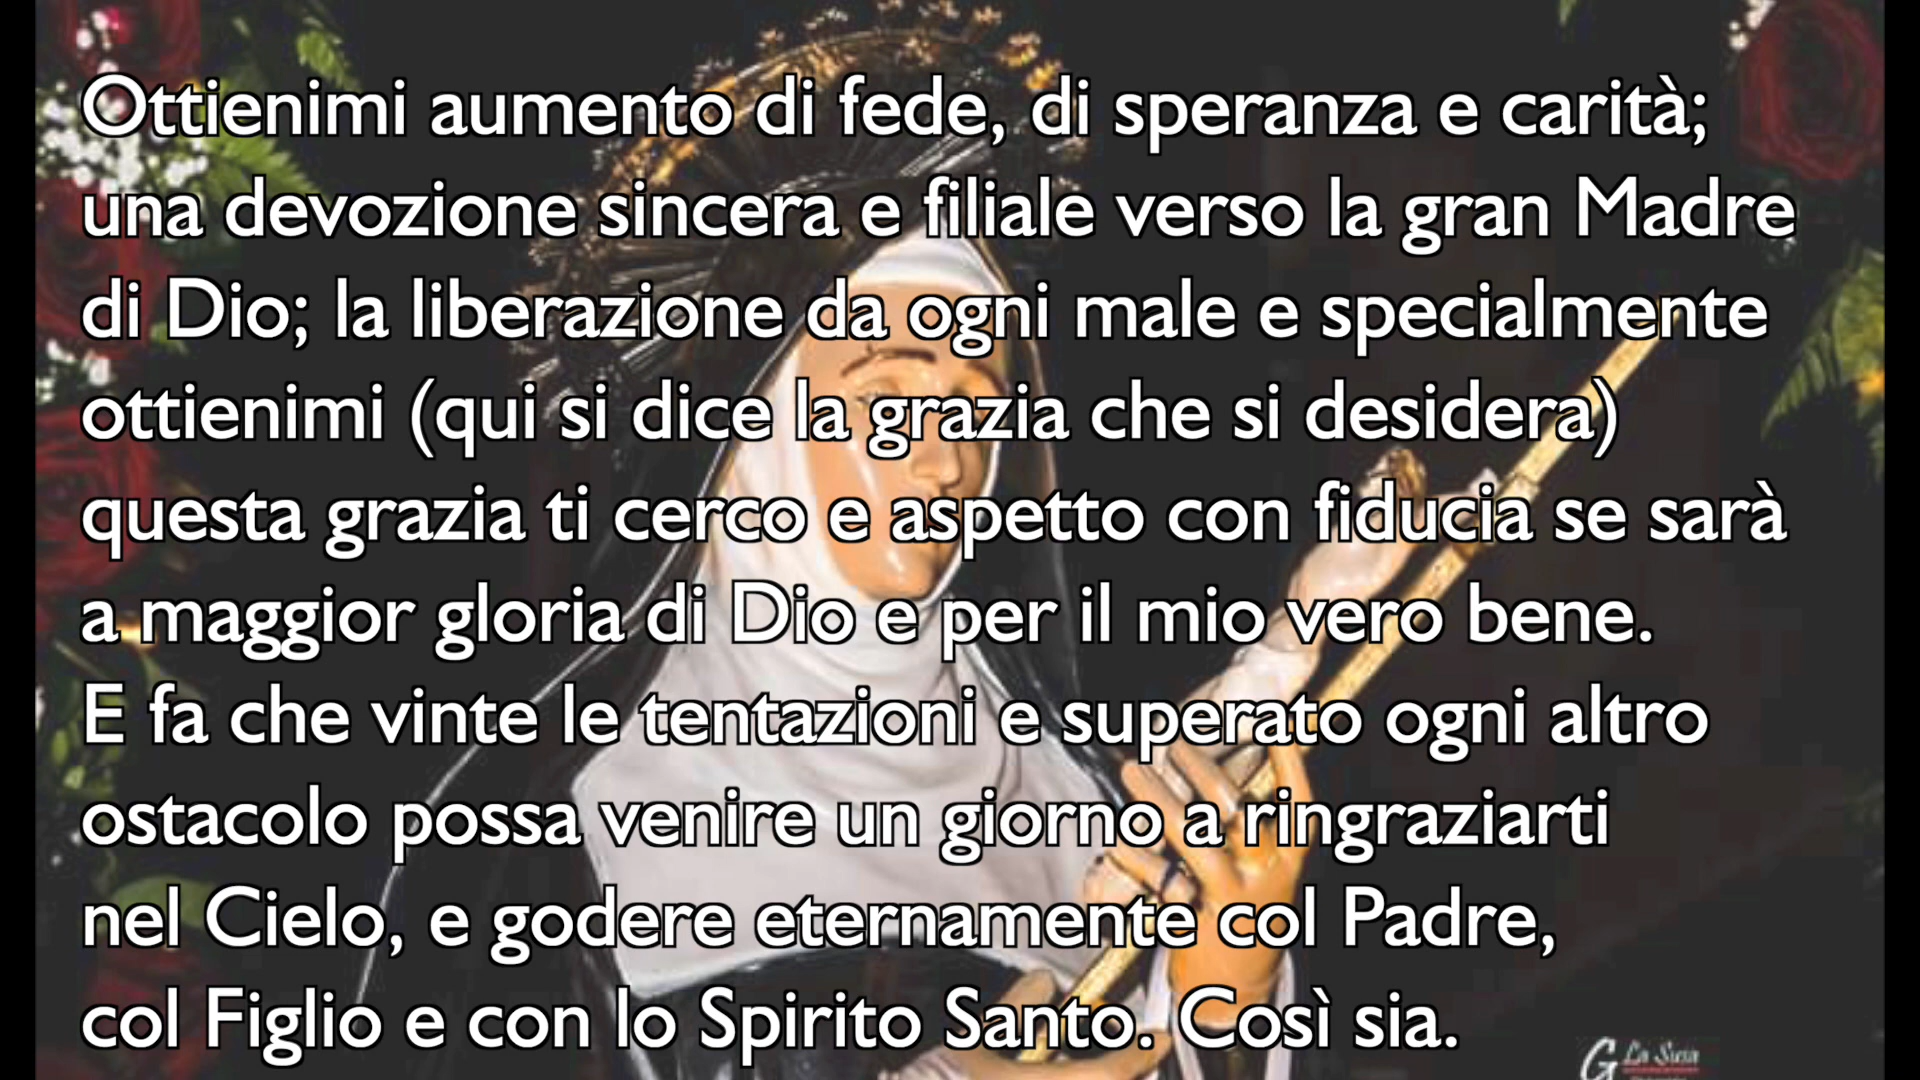 Ottienimi aumento di fede, di speranza e carità;
una devozione sincera e filiale verso la gran Madre
di Dio; la liberazione da ogni male e specialmente
ottienimi (qui si dice la grazia che si desidera)
questa grazia ti cerco e aspetto con fiducia se sarà
a maggior gloria di Dio e per il mio vero bene.
E fa che vinte le tentazioni e superato ogni altro
ostacolo possa venire un giorno a ringraziarti
nel Cielo, e godere eternamente col Padre,
col Figlio e con lo Spirito Santo. Così sia.
G La Susa